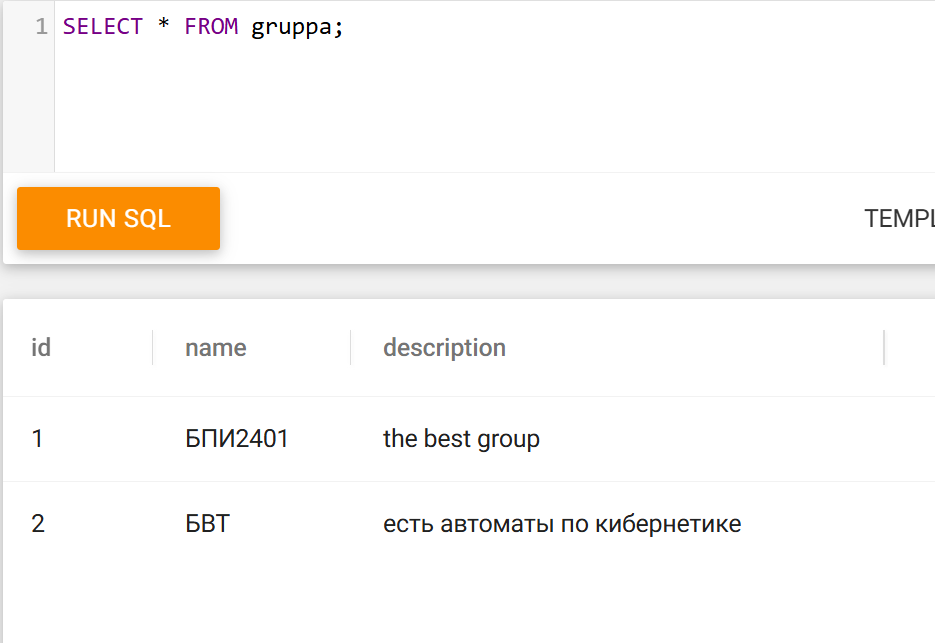 1 SELECT * FROM gruppa;
RUN SQL
id name description
1 БПИ2401 the best group
2 БВТ есть автоматы по кибернетике